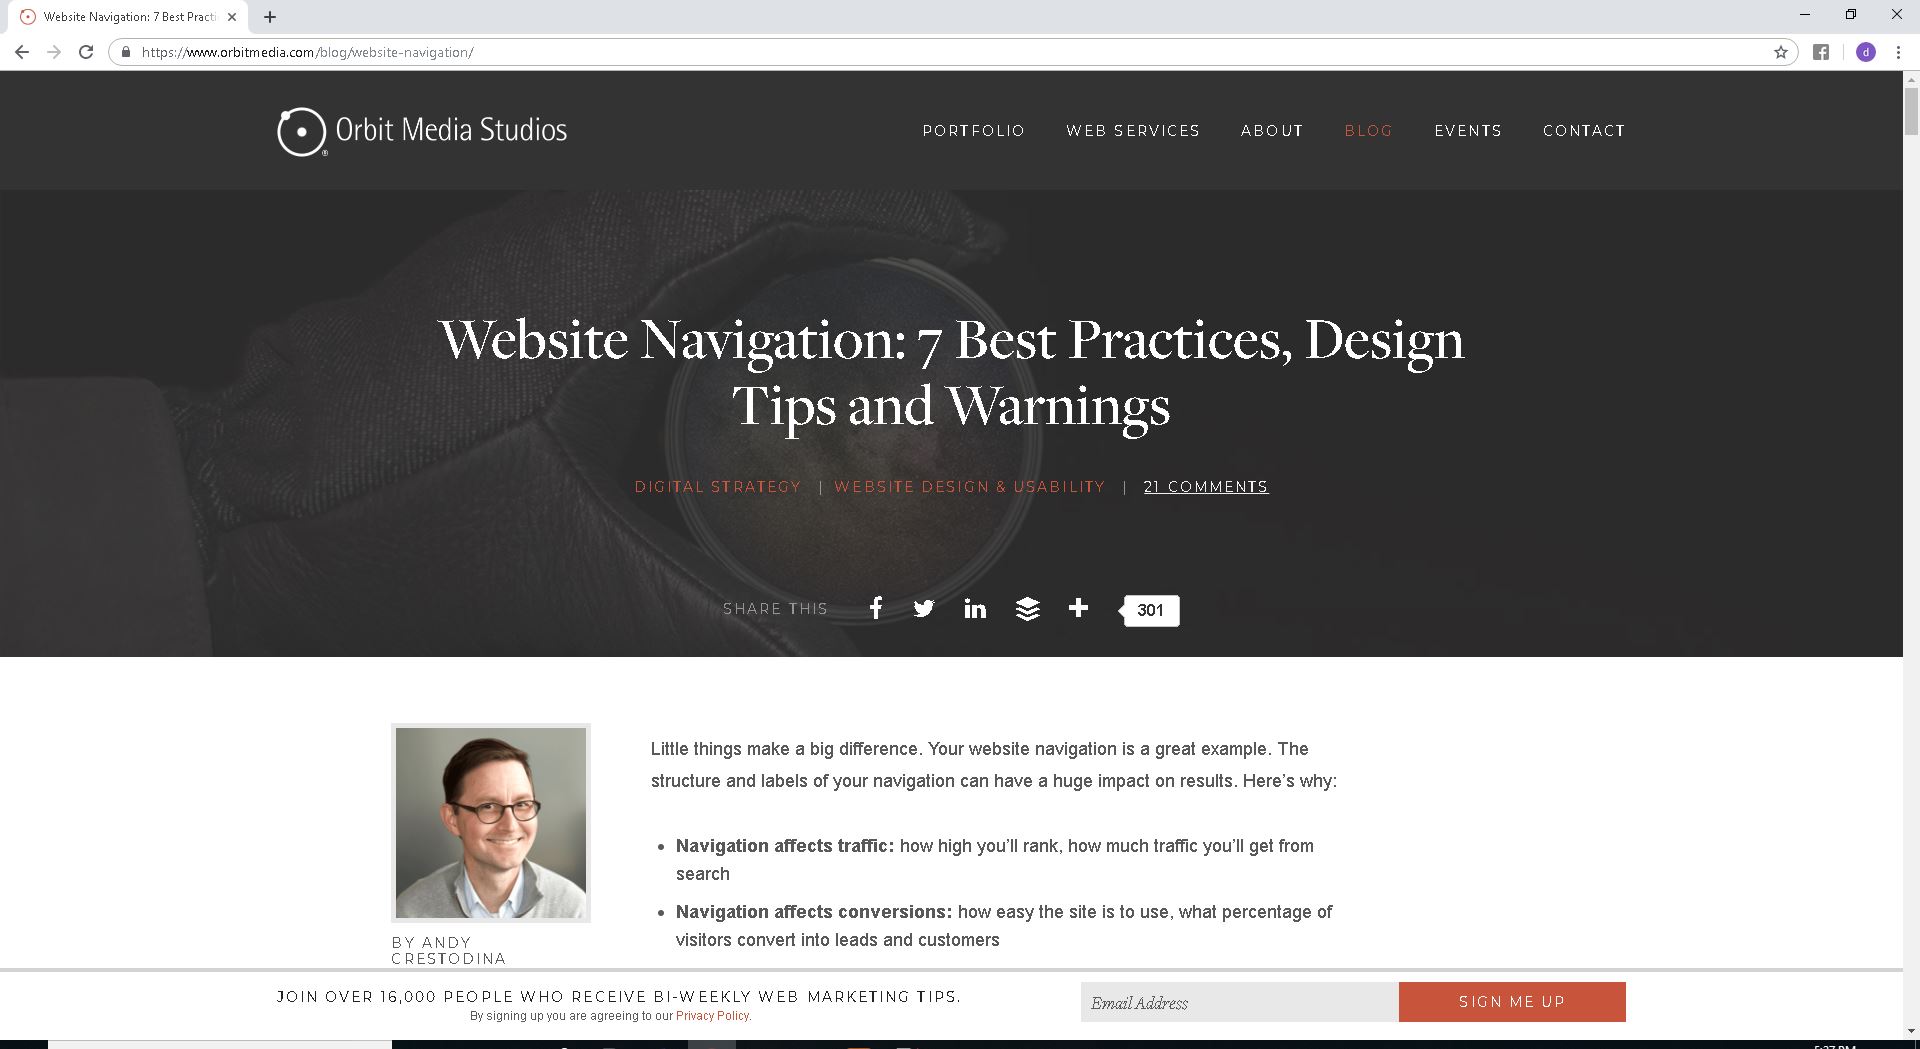 Website Navigation: 7 Best Practi
https://www.orbitmedia.com/blog/website-navigation/
d
Orbit Media Studios
PORTFOLIO WEB SERVICES ABOUT BLOG EVENTS CONTACT
Website Navigation: 7 Best Practices, Design
Tips and Warnings
DIGITAL STRATEGY | WEBSITE DESIGN & USABILITY | 21 COMMENTS
SHARE THIS 301
Little things make a big difference. Your website navigation is a great example. The
structure and labels of your navigation can have a huge impact on results. Here’s why:
• Navigation affects traffic: how high you’ll rank, how much traffic you’ll get from
search
• Navigation affects conversions: how easy the site is to use, what percentage of
visitors convert into leads and customers
BY ANDY
CRESTODINA
JOIN OVER 16,000 PEOPLE WHO RECEIVE BI-WEEKLY WEB MARKETING TIPS.
By signing up you are agreeing to our Privacy Policy.
Email Address
SIGN ME UP